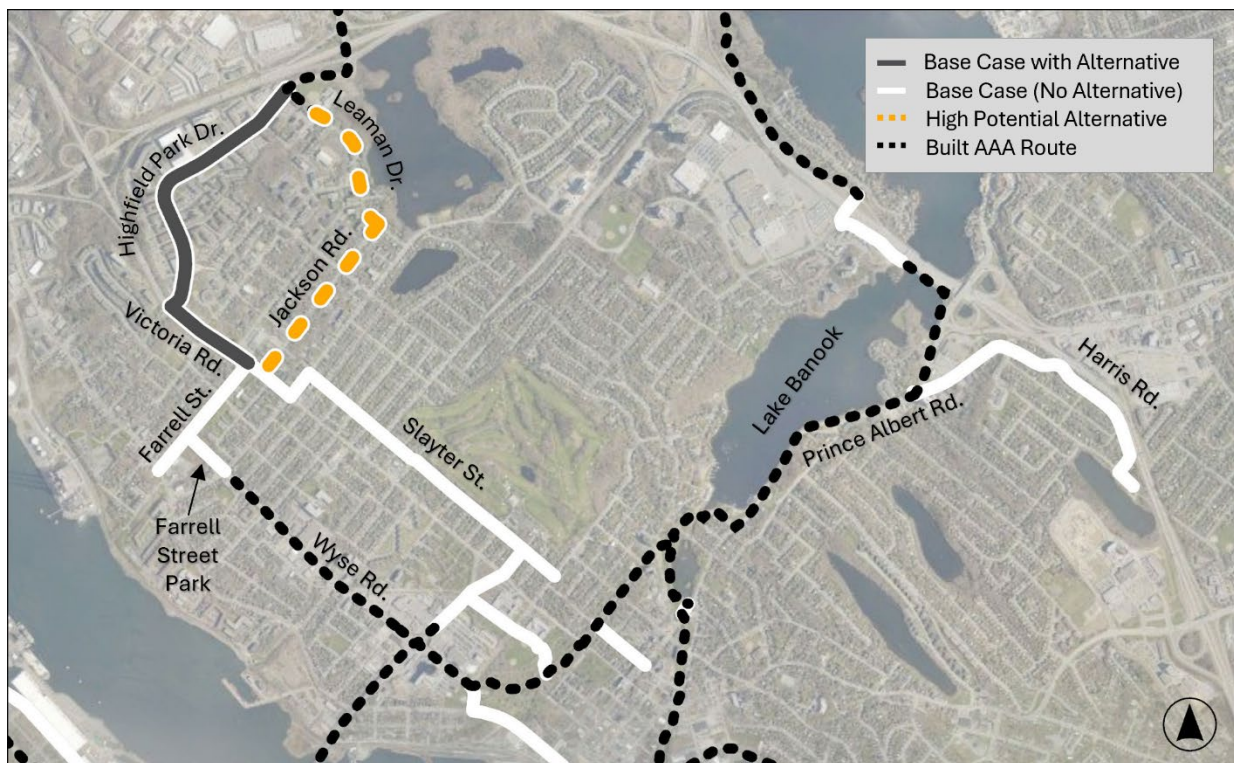 Base Case with Alternative
Base Case (No Alternative)
High Potential Alternative
Built AAA Route
Leaman Dr.
Highfield Park Dr.
Jackson Rd.
Victoria Rd.
Farrell St.
Slayter St.
Lake Banook
Harris Rd.
Prince Albert Rd.
Farrell
Street
Park
Wyse Rd.